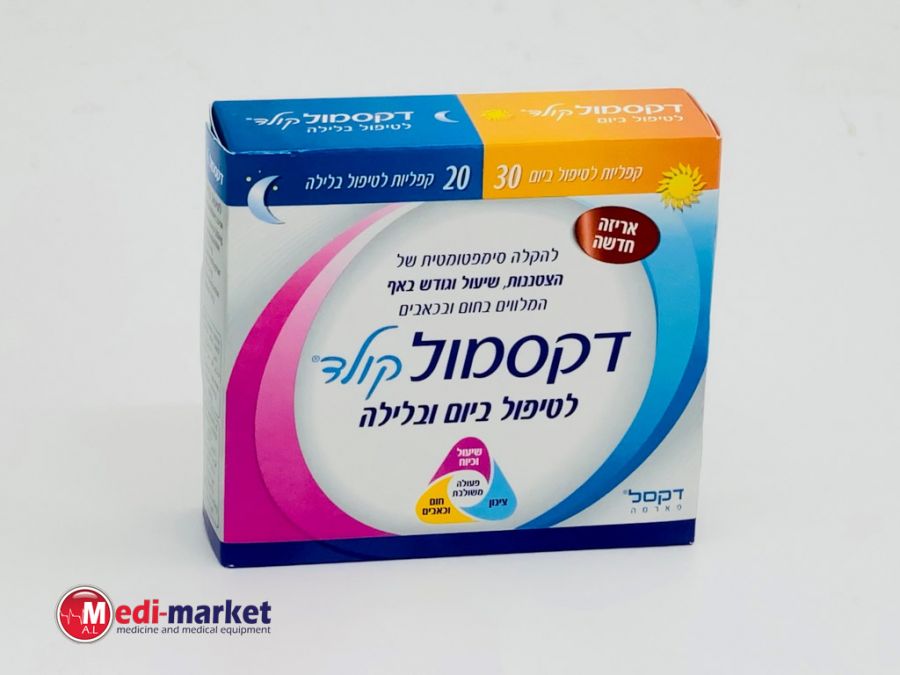 דקסמול קולד®
לטיפול ביום
דקסמול קולד®
לטיפול בלילה
30 קפליות לטיפול ביום
20 קפליות לטיפול בלילה
אריזה
חדשה
להקלה סימפטומטית של
הצטננות, שיעול וגודש באף
המלווים בחום ובכאבים
דקסמול קולד®
לטיפול ביום ובלילה
שיעול
וכיוח
פעולה
משולבת
צינון
חום
וכאבים
דקסל®
פארמה
Medi-market
A.L
medicine and medical equipment